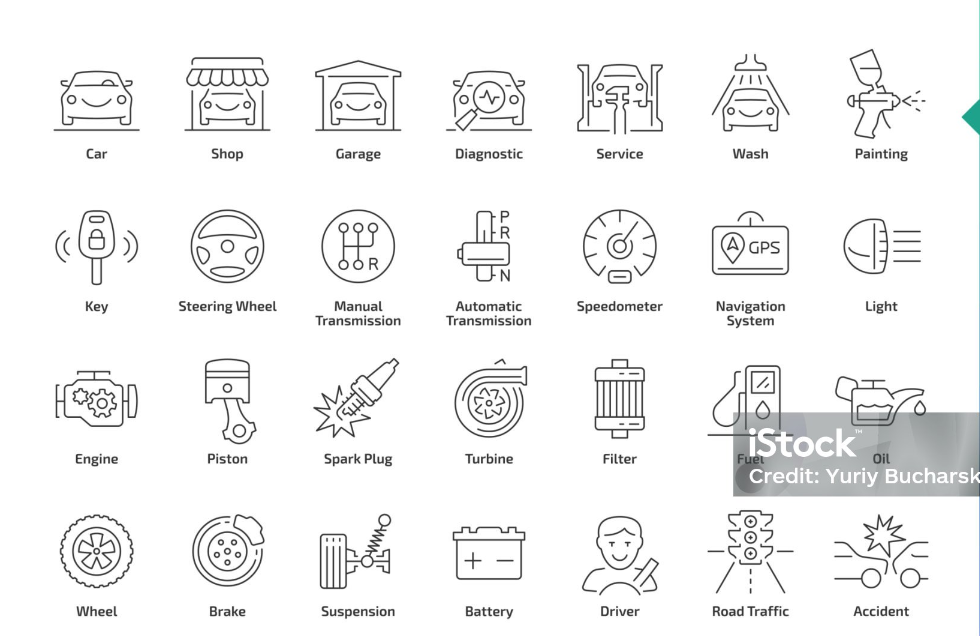 Car
Shop
Garage
Diagnostic
Service
Wash
Painting
P
R
N
R
GPS
Key
Steering Wheel
Manual
Transmission
Automatic
Transmission
Speedometer
Navigation
System
Light
Engine
Piston
Spark Plug
Turbine
Filter
Fuel
Oil
iStock™
Credit: Yuriy Bucharsk
Wheel
Brake
Suspension
Battery
Driver
Road Traffic
Accident